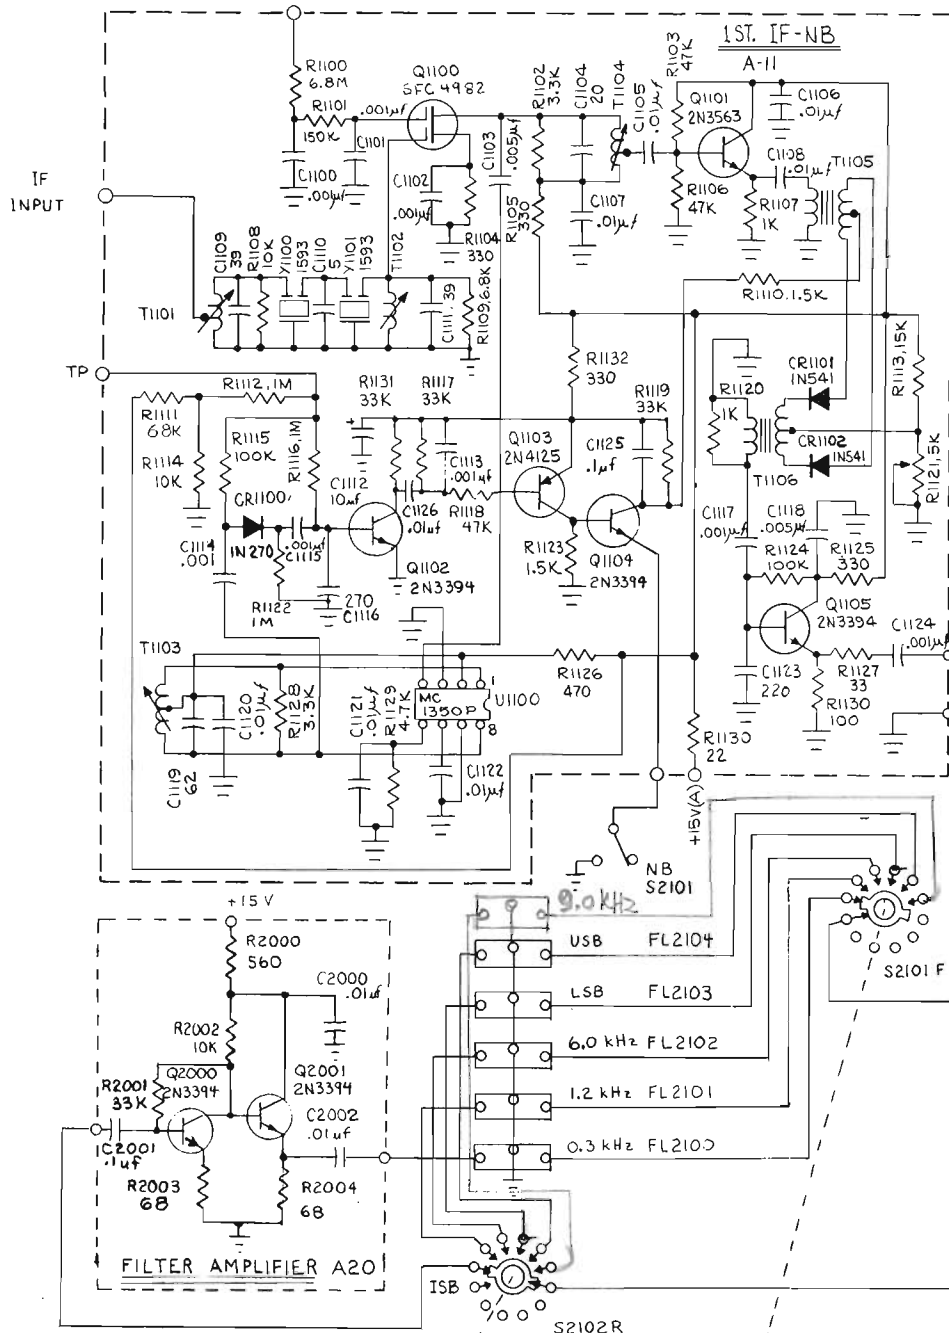 1ST. IF-NB
A-11
R1100
6.8M
R1101
150K
.001µf
C1101
C1100
.001µf
Q1100
SFC 4982
C1102
.001µf
R1104
330
C1103
.005µf
R1102
3.3K
C1104
20
T1104
C1105
.01µf
R1103
47K
Q1101
2N3563
C1106
.01µf
R1105
330
C1107
.01µf
R1106
47K
R1107
1K
C1108
.01µf
T1105
R1110, 1.5K
IF
INPUT
C1109
39
R1108
10K
Y1100
1593
C1110
5
Y1101
1593
T1102
C1111, 39
R1109, 6.8K
T1101
TP
R1112, 1M
R1111
68K
R1114
10K
R1115
100K
R1116, 1M
CR1100
1N270
C1114
.001
.001µf
C1115
R1122
1M
270
C1116
R1131
33K
R1117
33K
C1112
10µf
C1113
.001µf
C1126
.01µf
R1118
47K
Q1102
2N3394
Q1103
2N4125
R1132
330
R1119
33K
C1125
.1µf
R1123
1.5K
Q1104
2N3394
R1120
1K
T1106
CR1101
1N541
CR1102
1N541
R1113, 15K
R1121, 5K
C1117
.001µf
C1118
.005µf
R1124
100K
R1125
330
Q1105
2N3394
C1124
.001µf
C1123
220
R1127
33
R1130
100
T1103
C1119
62
C1120
.01µf
R1128
3.3K
C1121
.01µf
R1129
4.7K
MC
1350P
1
8
U1100
C1122
.01µf
R1126
470
R1130
22
+15V(A)
NB
S2101
9.0 kHz
USB FL2104
LSB FL2103
6.0 kHz FL2102
1.2 kHz FL2101
0.3 kHz FL2100
S2101 F
+15 V
R2000
560
C2000
.01µf
R2002
10K
Q2000
2N3394
Q2001
2N3394
R2001
33K
C2001
.1µf
C2002
.01µf
R2003
68
R2004
68
FILTER AMPLIFIER A20
ISB
S2102R